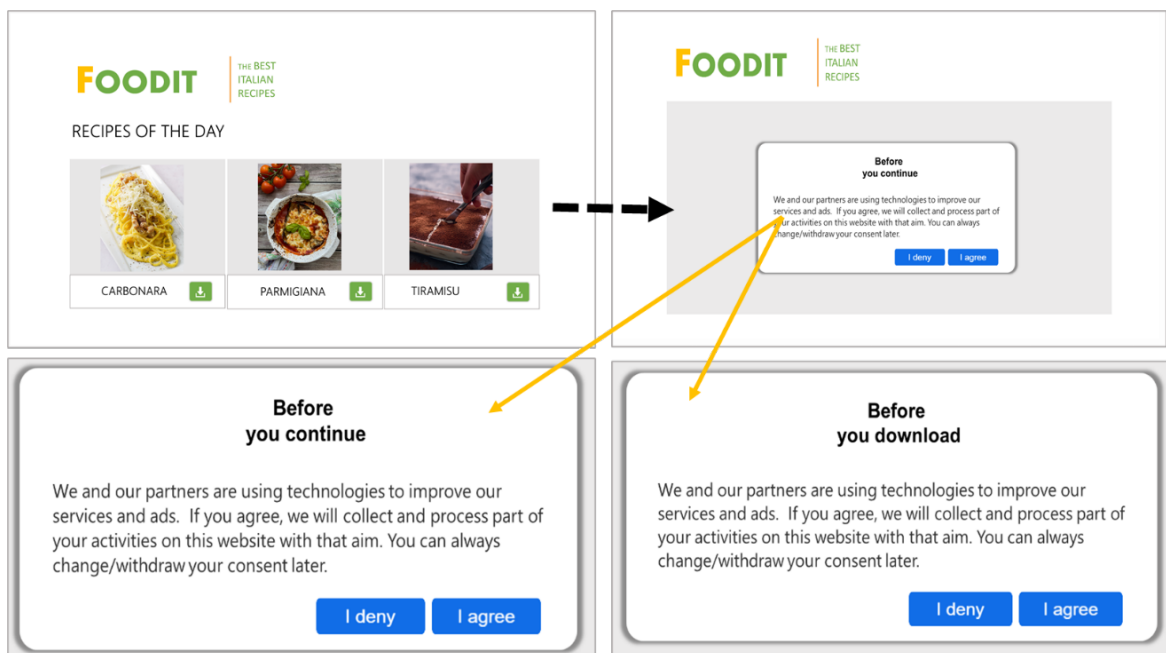 FOODIT
THE BEST
ITALIAN
RECIPES
RECIPES OF THE DAY
CARBONARA
PARMIGIANA
TIRAMISU
FOODIT
THE BEST
ITALIAN
RECIPES
Before
you continue
We and our partners are using technologies to improve our
services and ads. If you agree, we will collect and process part of
your activities on this website with that aim. You can always
change/withdraw your consent later.
I deny I agree
Before
you continue
We and our partners are using technologies to improve our
services and ads. If you agree, we will collect and process part of
your activities on this website with that aim. You can always
change/withdraw your consent later.
I deny I agree
Before
you download
We and our partners are using technologies to improve our
services and ads. If you agree, we will collect and process part of
your activities on this website with that aim. You can always
change/withdraw your consent later.
I deny I agree